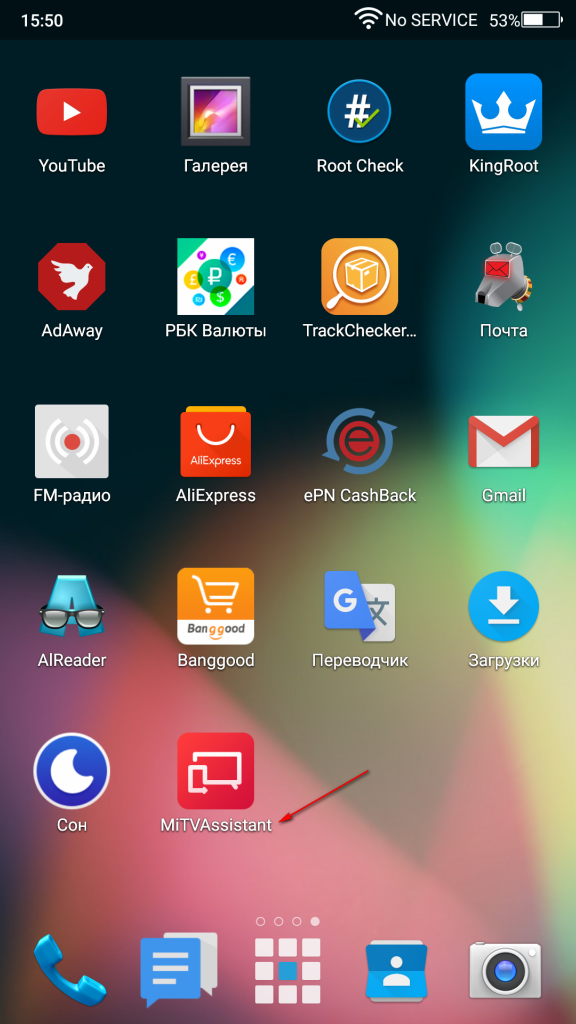 15:50
No SERVICE 53%
YouTube
Галерея
Root Check
KingRoot
AdAway
РБК Валюты
TrackChecker...
Почта
FM-радио
AliExpress
AliExpress
ePN CashBack
Gmail
AlReader
Banggood
Banggood
G
文
Переводчик
Загрузки
Сон
MiTVAssistant